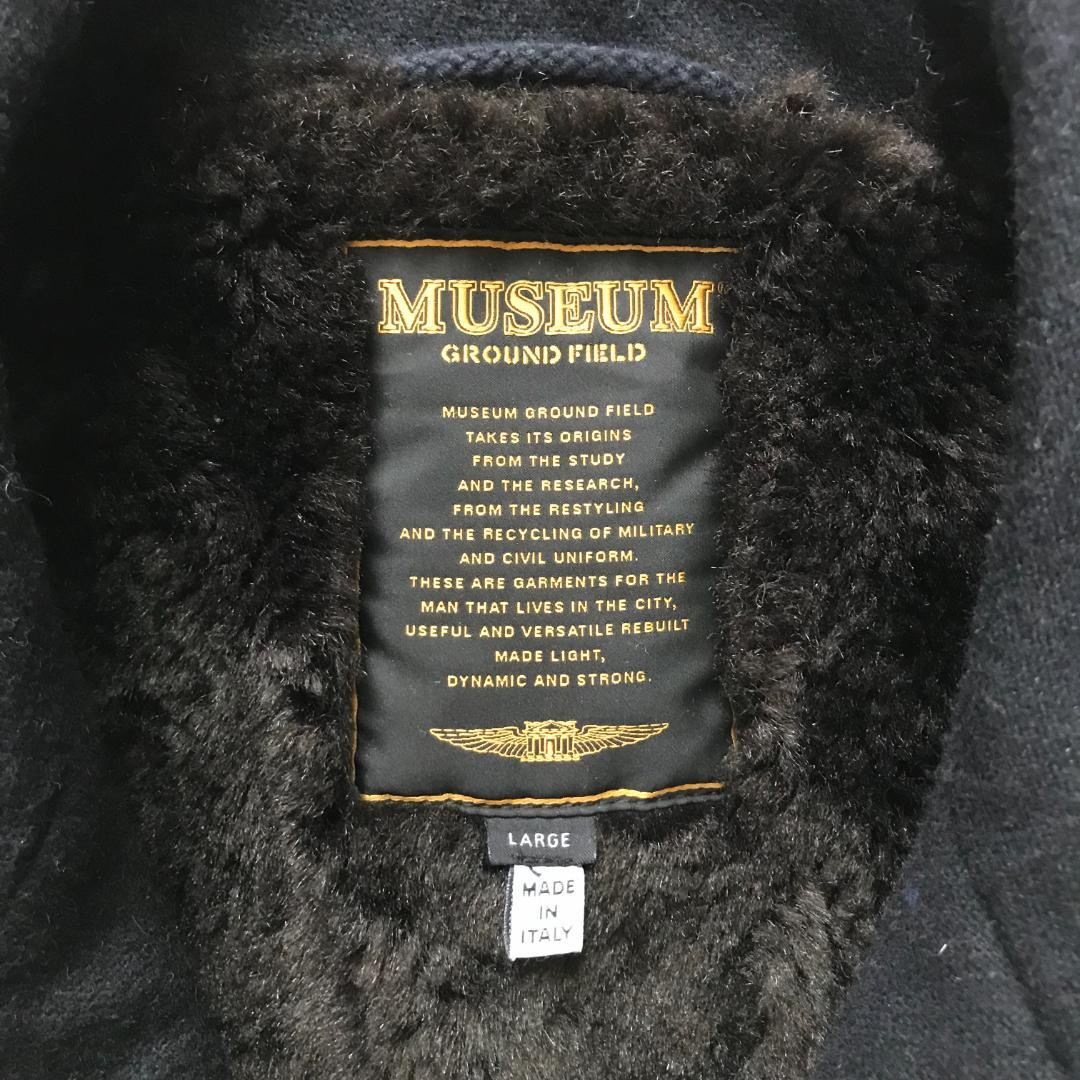 MUSEUM
GROUND FIELD
MUSEUM GROUND FIELD
TAKES ITS ORIGINS
FROM THE STUDY
AND THE RESEARCH,
FROM THE RESTYLING
AND THE RECYCLING OF MILITARY
AND CIVIL UNIFORM.
THESE ARE GARMENTS FOR THE
MAN THAT LIVES IN THE CITY,
USEFUL AND VERSATILE REBUILT
MADE LIGHT,
DYNAMIC AND STRONG.
LARGE
MADE
IN
ITALY